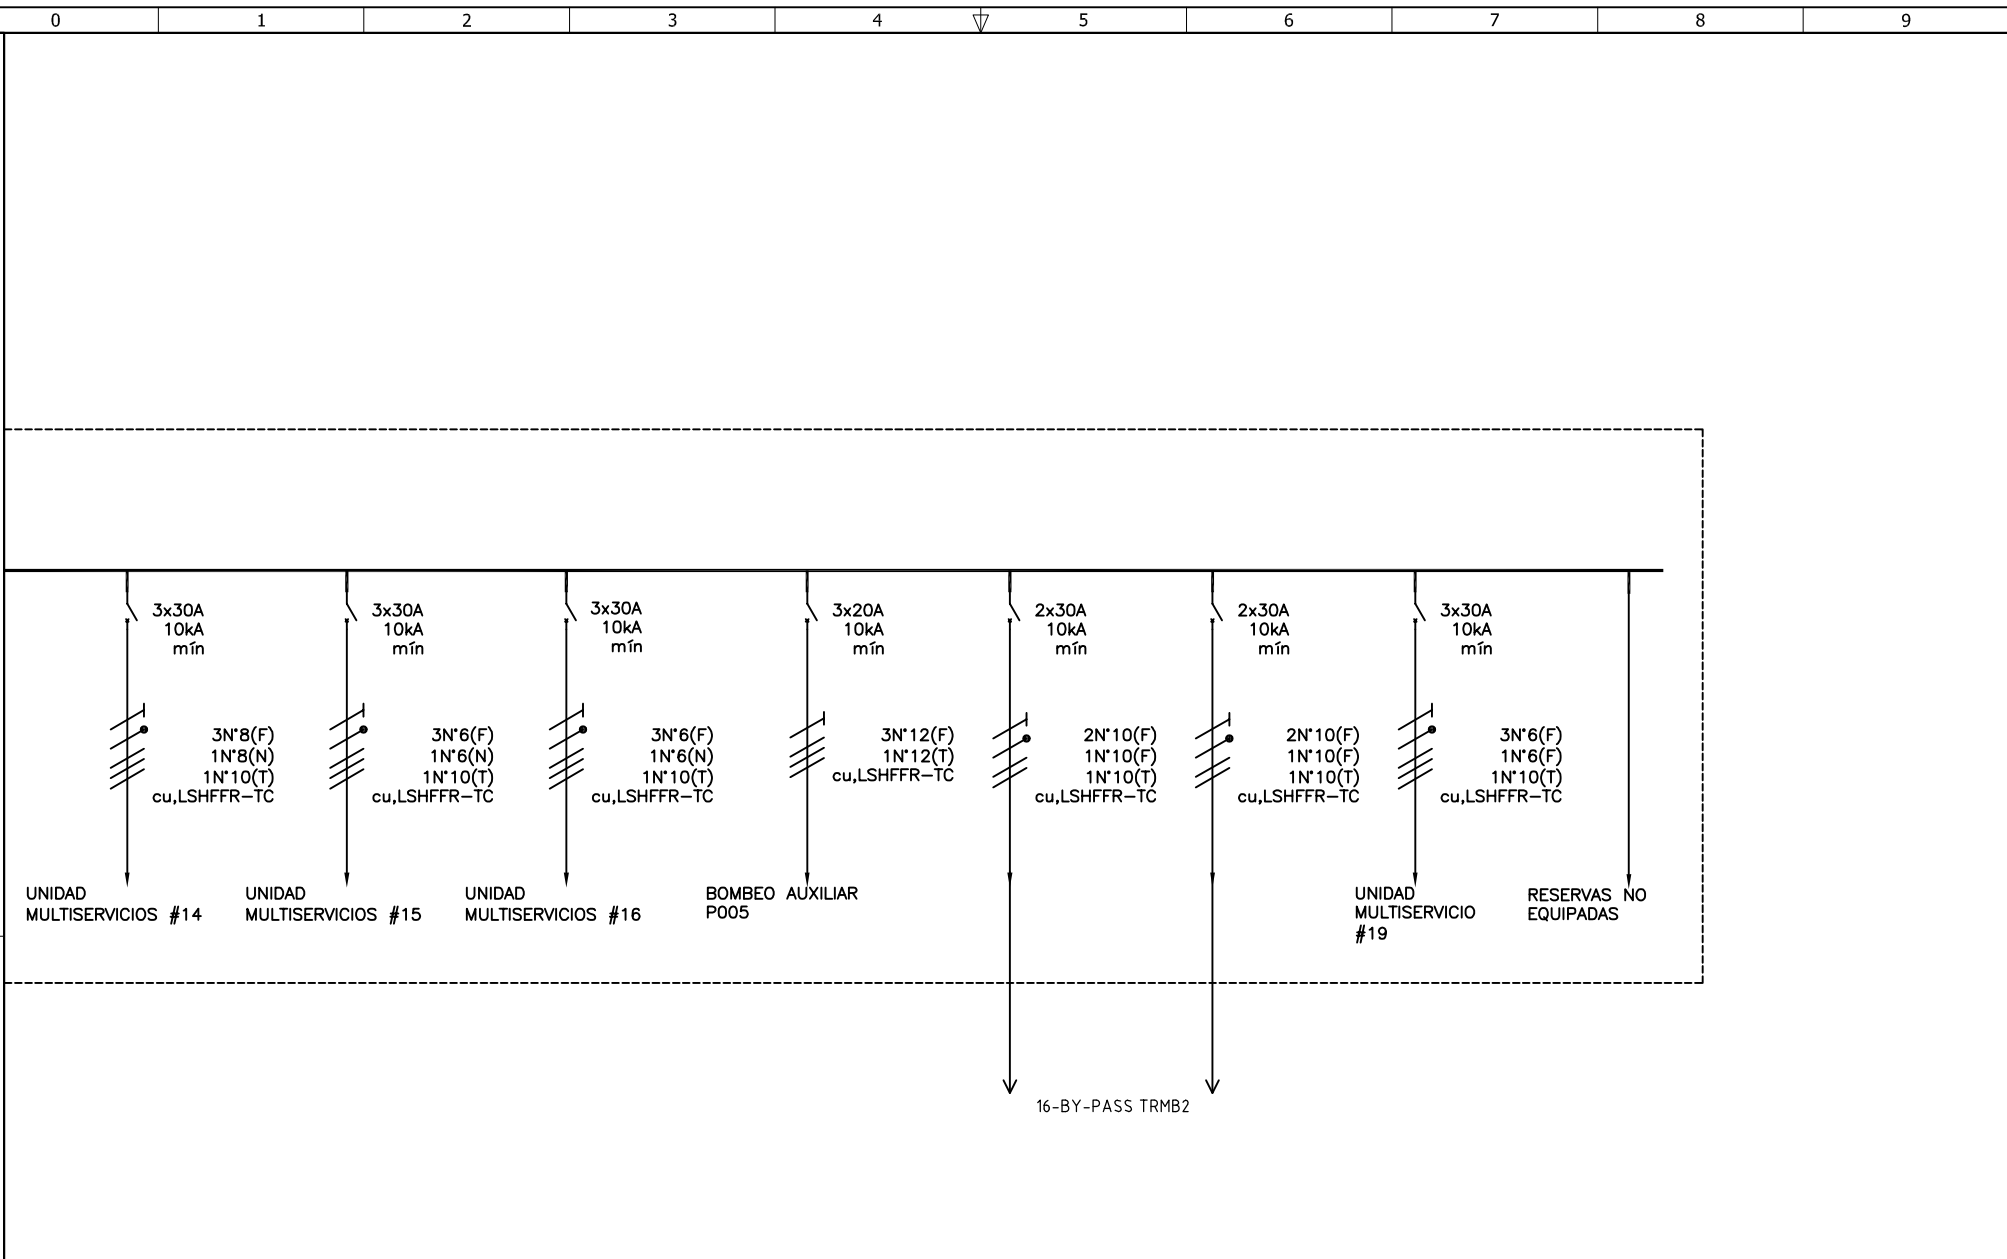 0 1 2 3 4 5 6 7 8 9
3x30A
10kA
mín
3N°8(F)
1N°8(N)
1N°10(T)
cu,LSHFFR-TC
UNIDAD
MULTISERVICIOS #14
3x30A
10kA
mín
3N°6(F)
1N°6(N)
1N°10(T)
cu,LSHFFR-TC
UNIDAD
MULTISERVICIOS #15
3x30A
10kA
mín
3N°6(F)
1N°6(N)
1N°10(T)
cu,LSHFFR-TC
UNIDAD
MULTISERVICIOS #16
3x20A
10kA
mín
3N°12(F)
1N°12(T)
cu,LSHFFR-TC
BOMBEO AUXILIAR
P005
2x30A
10kA
mín
2N°10(F)
1N°10(F)
1N°10(T)
cu,LSHFFR-TC
2x30A
10kA
mín
2N°10(F)
1N°10(F)
1N°10(T)
cu,LSHFFR-TC
16-BY-PASS TRMB2
3x30A
10kA
mín
3N°6(F)
1N°6(F)
1N°10(T)
cu,LSHFFR-TC
UNIDAD
MULTISERVICIO
#19
RESERVAS NO
EQUIPADAS